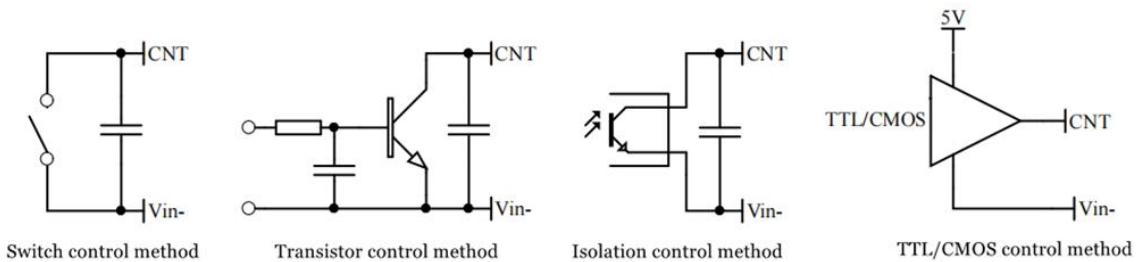 5V
CNT
CNT
CNT
TTL/CMOS
CNT
Vin-
Vin-
Vin-
Vin-
Switch control method
Transistor control method
Isolation control method
TTL/CMOS control method